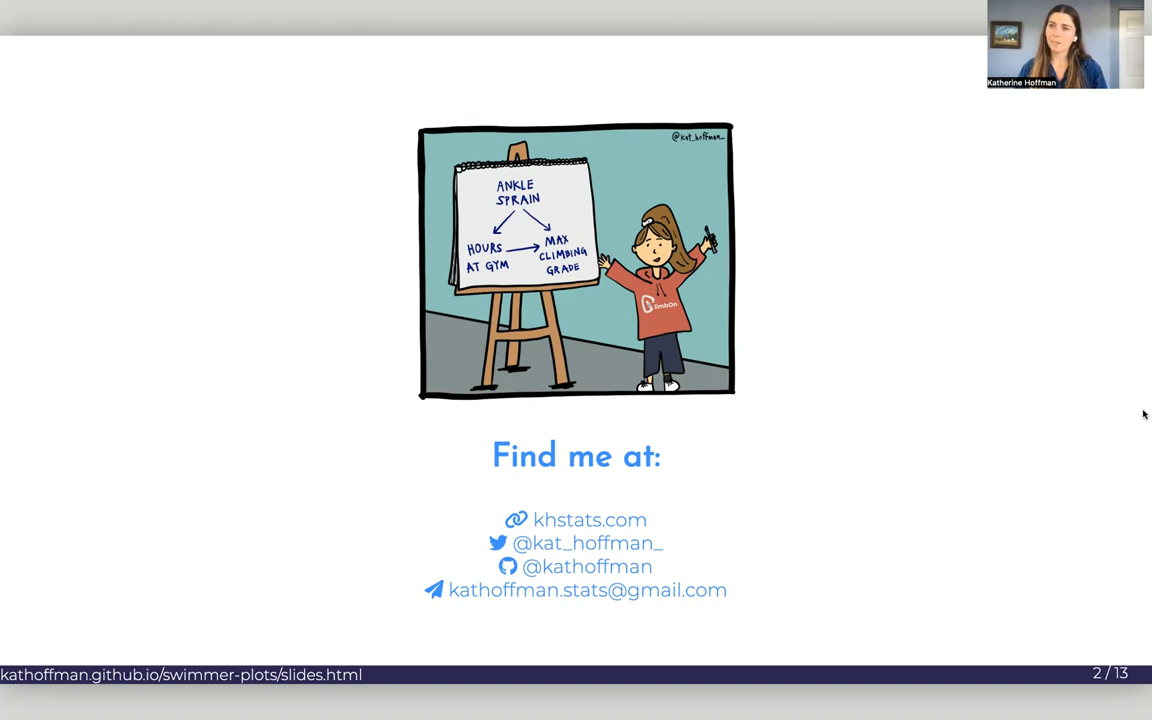 Katherine Hoffman
@kat_hoffman_
ANKLE
SPRAIN
HOURS
AT GYM
MAX
CLIMBING
GRADE
ClimbOn
Find me at:
khstats.com
@kat_hoffman_
@kathoffman
kathoffman.stats@gmail.com
kathoffman.github.io/swimmer-plots/slides.html
2 / 13